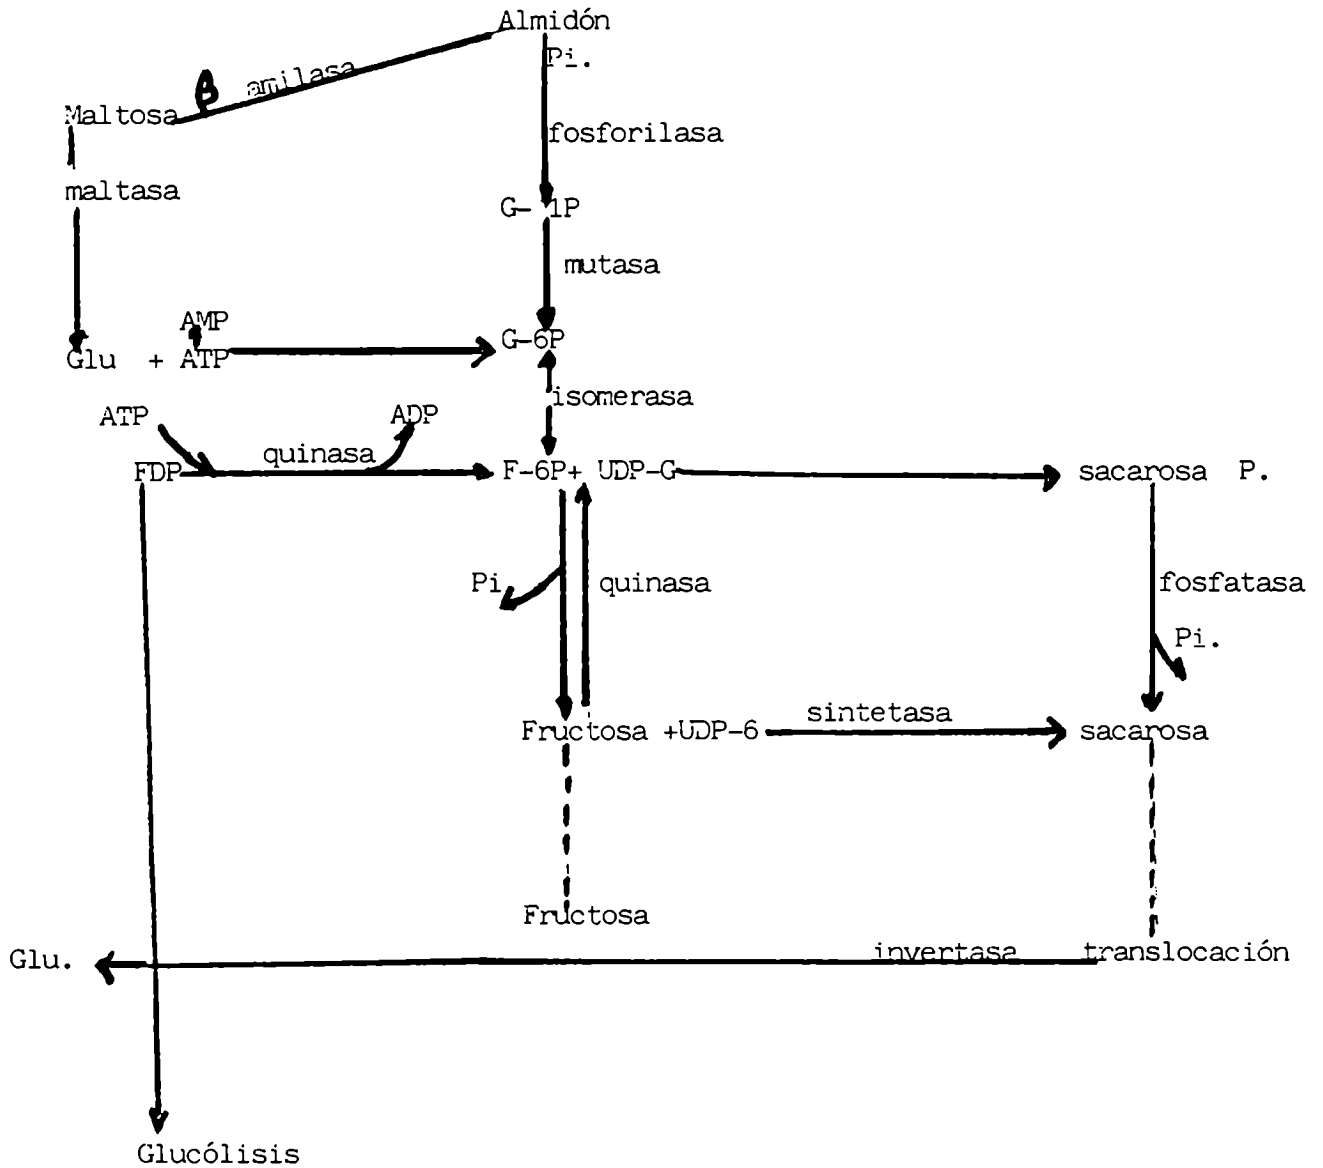 Almidón
Pi.
β amilasa
Maltosa
fosforilasa
maltasa
G- 1P
mutasa
AMP
G-6P
Glu + ATP
isomerasa
ATP
ADP
quinasa
FDP
F-6P+ UDP-G
sacarosa P.
Pi
quinasa
fosfatasa
Pi.
sintetasa
Fructosa +UDP-6
sacarosa
Fructosa
Glu.
invertasa
translocación
Glucólisis